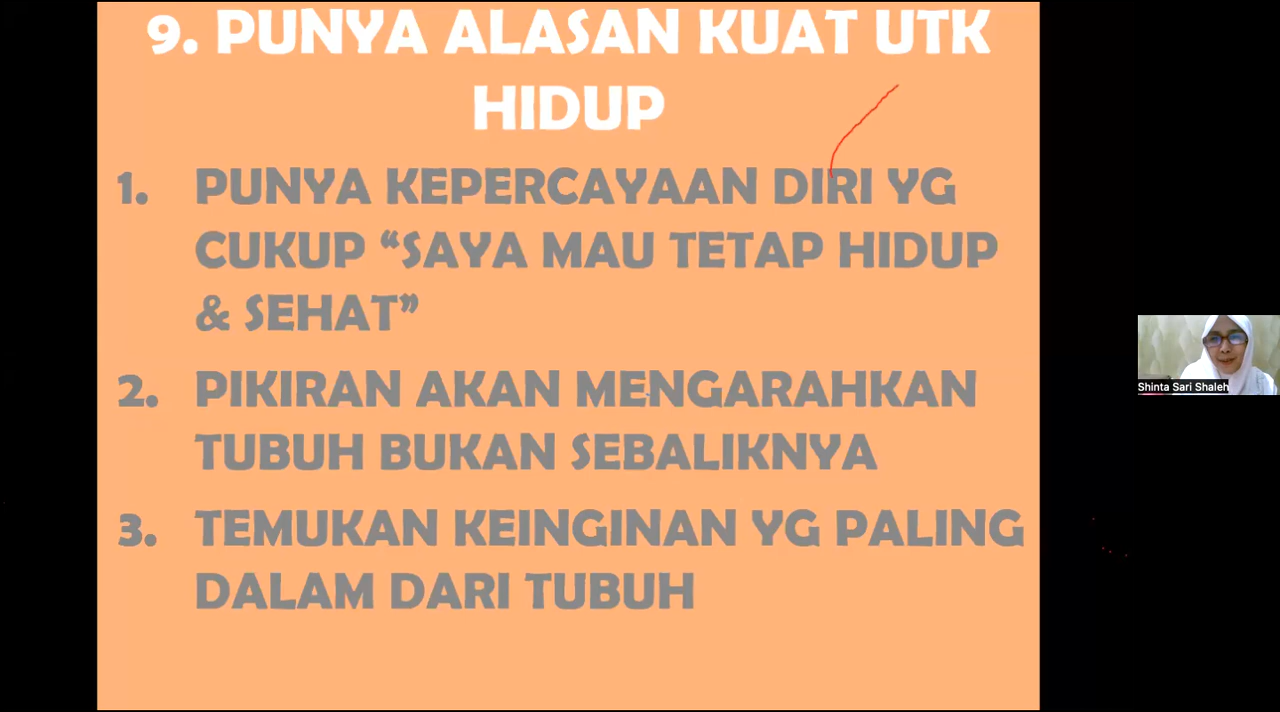 9. PUNYA ALASAN KUAT UTK
HIDUP
1. PUNYA KEPERCAYAAN DIRI YG
CUKUP “SAYA MAU TETAP HIDUP
& SEHAT”
2. PIKIRAN AKAN MENGARAHKAN
TUBUH BUKAN SEBALIKNYA
3. TEMUKAN KEINGINAN YG PALING
DALAM DARI TUBUH
Shinta Sari Shaleh